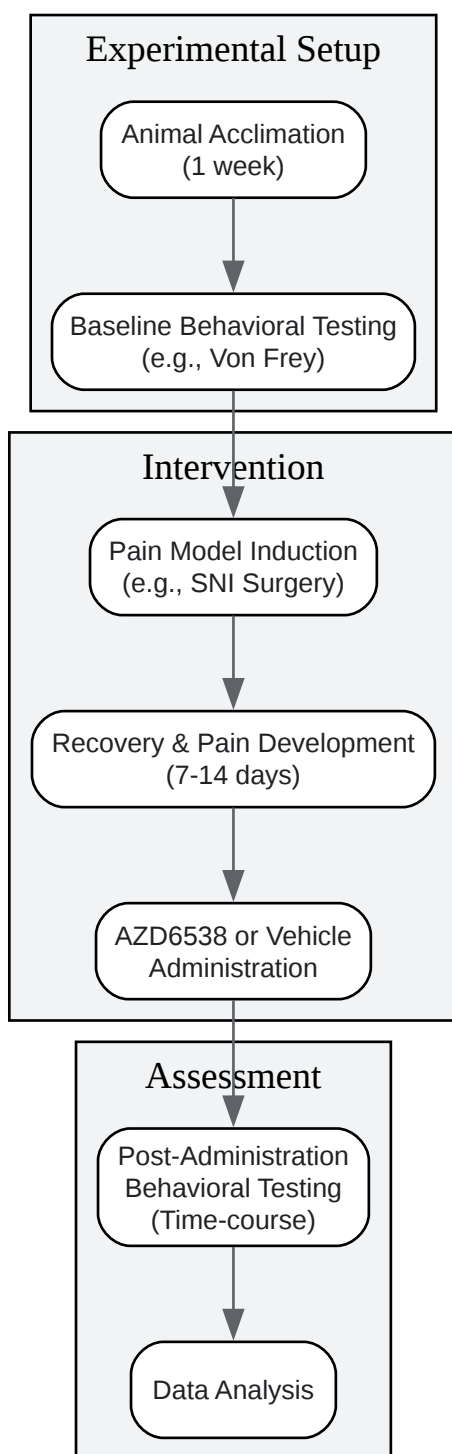 Experimental Setup
Animal Acclimation
(1 week)
Baseline Behavioral Testing
(e.g., Von Frey)
Intervention
Pain Model Induction
(e.g., SNI Surgery)
Recovery & Pain Development
(7-14 days)
AZD6538 or Vehicle
Administration
Assessment
Post-Administration
Behavioral Testing
(Time-course)
Data Analysis